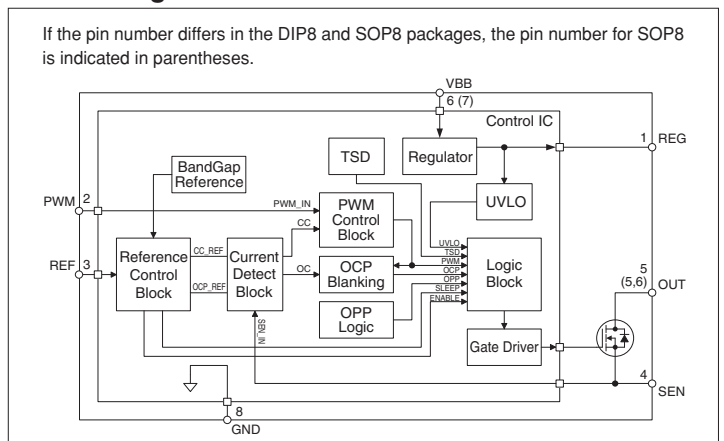 If the pin number differs in the DIP8 and SOP8 packages, the pin number for SOP8
is indicated in parentheses.
VBB
6 (7)
Control IC
1
REG
BandGap
Reference
TSD
Regulator
UVLO
PWM
2
PWM_IN
CC
PWM
Control
Block
REF
3
Reference
Control
Block
CC_REF
OCP_REF
Current
Detect
Block
OC
OCP
Blanking
OPP
Logic
UVLO
TSD
PWM
OCP
OPP
SLEEP
ENABLE
Logic
Block
5
(5,6)
OUT
SEN_IN
Gate Driver
4
SEN
8
GND